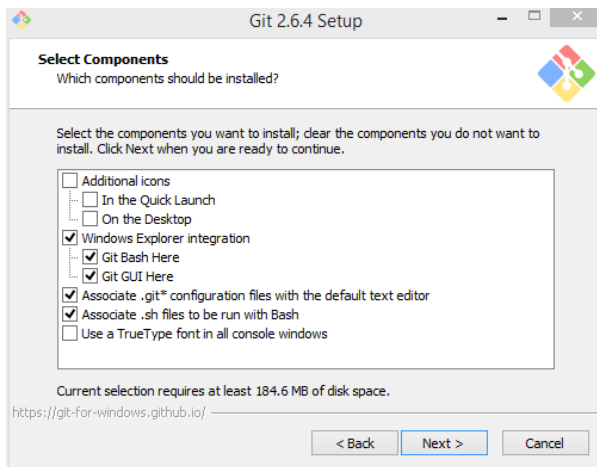 Git 2.6.4 Setup
Select Components
Which components should be installed?
Select the components you want to install; clear the components you do not want to
install. Click Next when you are ready to continue.
Additional icons
In the Quick Launch
On the Desktop
Windows Explorer integration
Git Bash Here
Git GUI Here
Associate .git* configuration files with the default text editor
Associate .sh files to be run with Bash
Use a TrueType font in all console windows
Current selection requires at least 184.6 MB of disk space.
https://git-for-windows.github.io/
< Back Next > Cancel